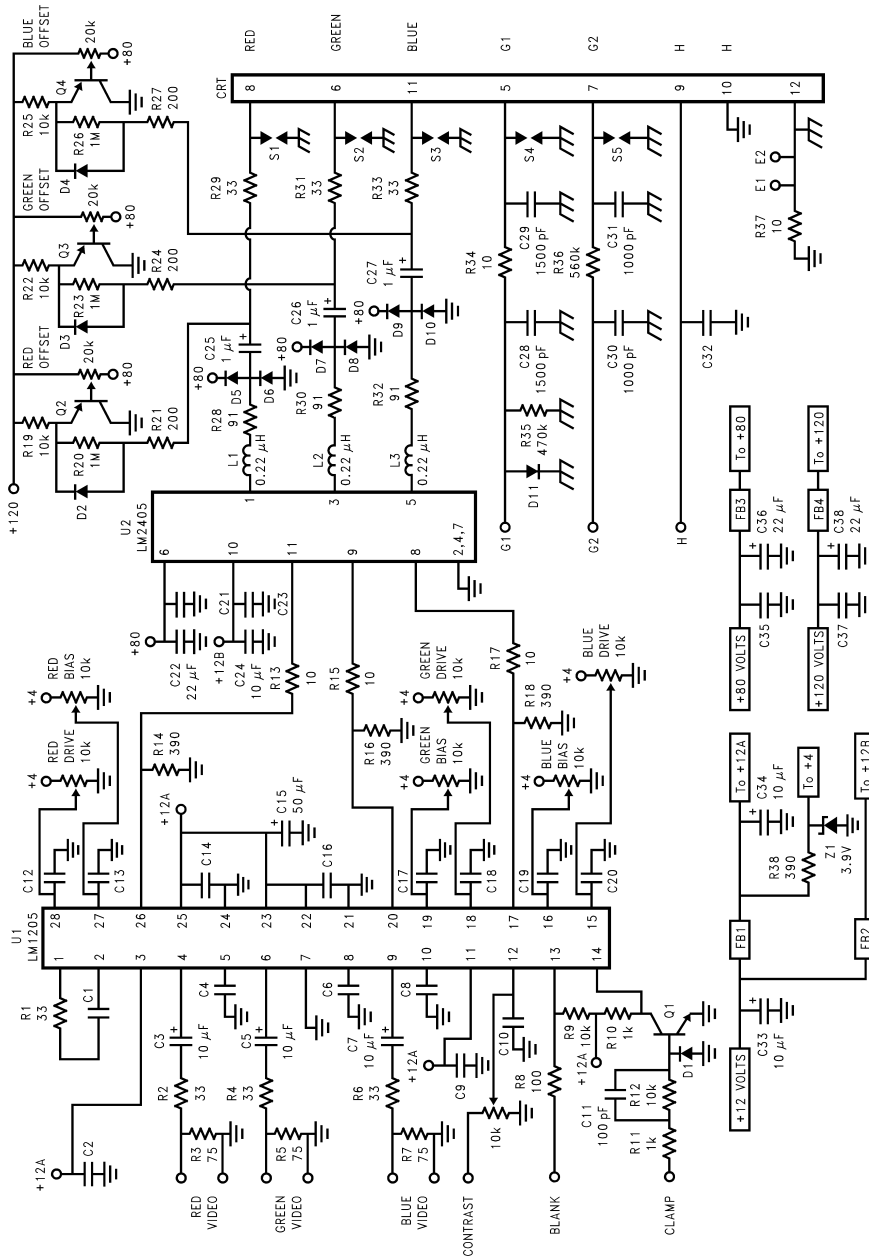 +12A
C2
R1
33
C1
U1
LM1205
1
2
3
4
5
6
7
8
9
10
11
12
13
14
28
27
26
25
24
23
22
21
20
19
18
17
16
15
RED
VIDEO
R3
75
R2
33
C3
10 µF
C4
GREEN
VIDEO
R5
75
R4
33
C5
10 µF
C6
BLUE
VIDEO
R7
75
R6
33
C7
10 µF
C8
+12A
C9
CONTRAST
10k
C10
BLANK
R8
100
R9
10k
+12A
R10
1k
Q1
D1
CLAMP
R11
1k
R12
10k
C11
100 pF
C12
C13
+4
RED
DRIVE
10k
+4
RED
BIAS
10k
R14
390
R13
10
+12A
C14
C15
50 µF
C16
R15
10
R16
390
C17
C18
+4
GREEN
BIAS
10k
+4
GREEN
DRIVE
10k
R17
10
R18
390
C19
C20
+4
BLUE
BIAS
10k
+4
BLUE
DRIVE
10k
+80
C22
22 µF
C21
+12B
C24
10 µF
C23
U2
LM2405
6
10
11
9
8
2,4,7
1
3
5
+120
R19
10k
Q2
RED
OFFSET
20k
+80
R20
1M
D2
R21
200
R22
10k
Q3
GREEN
OFFSET
20k
+80
R23
1M
D3
R24
200
R25
10k
Q4
BLUE
OFFSET
20k
+80
R26
1M
D4
R27
200
L1
0.22 µH
R28
91
+80
D5
D6
C25
1 µF
R29
33
S1
L2
0.22 µH
R30
91
+80
D7
D8
C26
1 µF
R31
33
S2
L3
0.22 µH
R32
91
+80
D9
D10
C27
1 µF
R33
33
S3
CRT
8
6
11
5
7
9
10
12
RED
GREEN
BLUE
G1
G2
H
H
G1
D11
R35
470k
C28
1500 pF
R34
10
C29
1500 pF
S4
G2
C30
1000 pF
R36
560k
C31
1000 pF
S5
H
C32
R37
10
E1
E2
+12 VOLTS
C33
10 µF
FB1
To +12A
C34
10 µF
R38
390
To +4
Z1
3.9V
FB2
To +12B
+80 VOLTS
C35
C36
22 µF
FB3
To +80
+120 VOLTS
C37
C38
22 µF
FB4
To +120